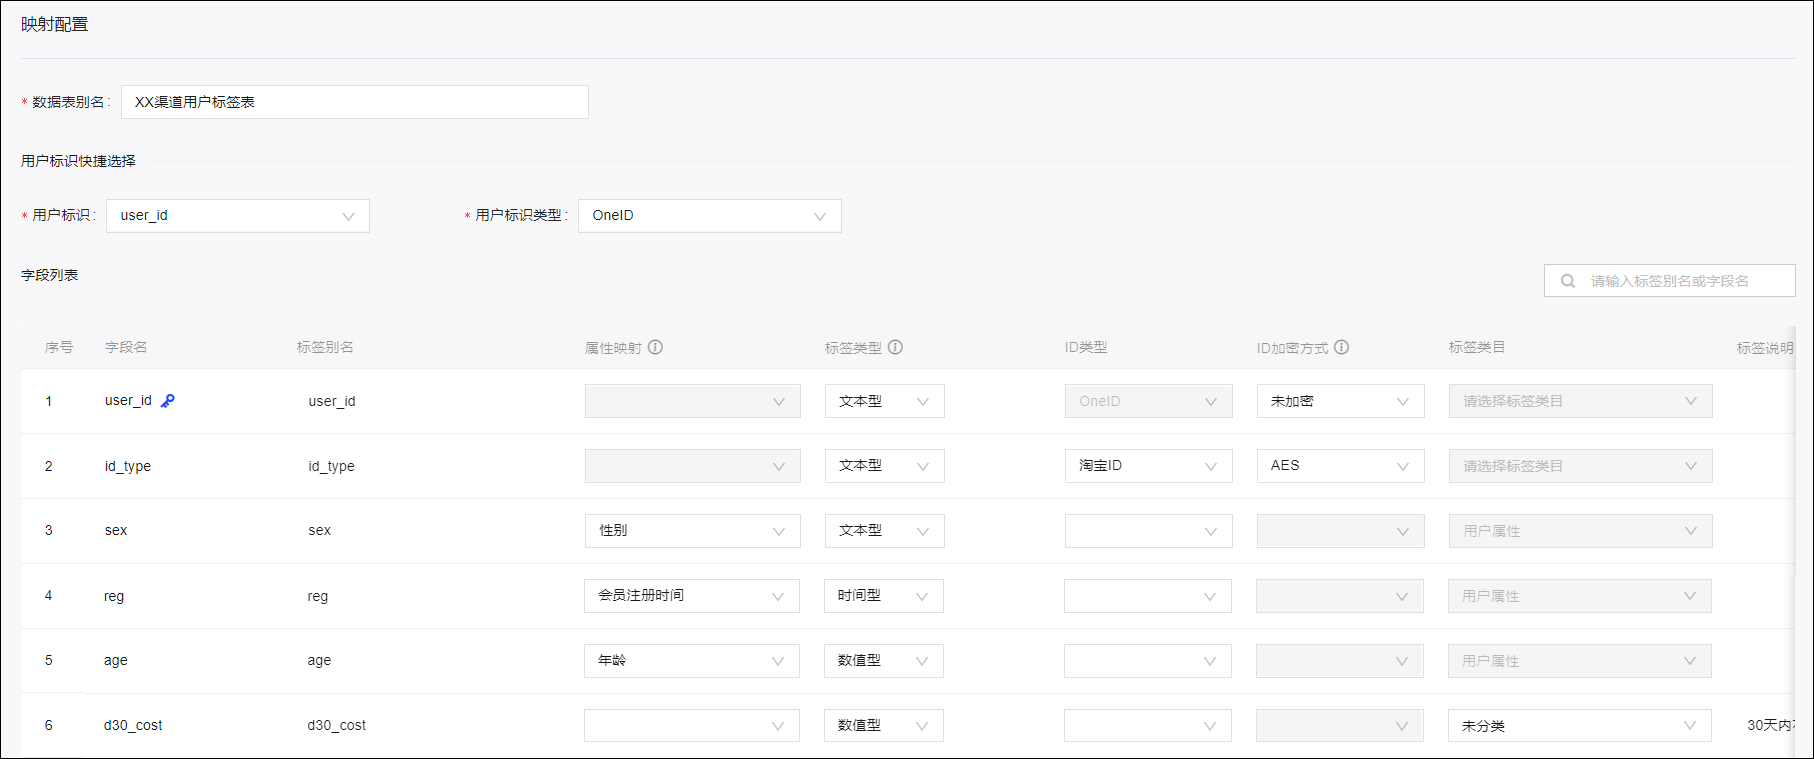 映射配置
* 数据表别名: XX渠道用户标签表
用户标识快捷选择
* 用户标识: user_id * 用户标识类型: OneID
字段列表 请输入标签别名或字段名
序号 字段名 标签别名 属性映射 标签类型 ID类型 ID加密方式 标签类目 标签说明
1 user_id user_id 文本型 OneID 未加密 请选择标签类目
2 id_type id_type 文本型 淘宝ID AES 请选择标签类目
3 sex sex 性别 文本型 用户属性
4 reg reg 会员注册时间 时间型 用户属性
5 age age 年龄 数值型 用户属性
6 d30_cost d30_cost 数值型 未分类 30天内